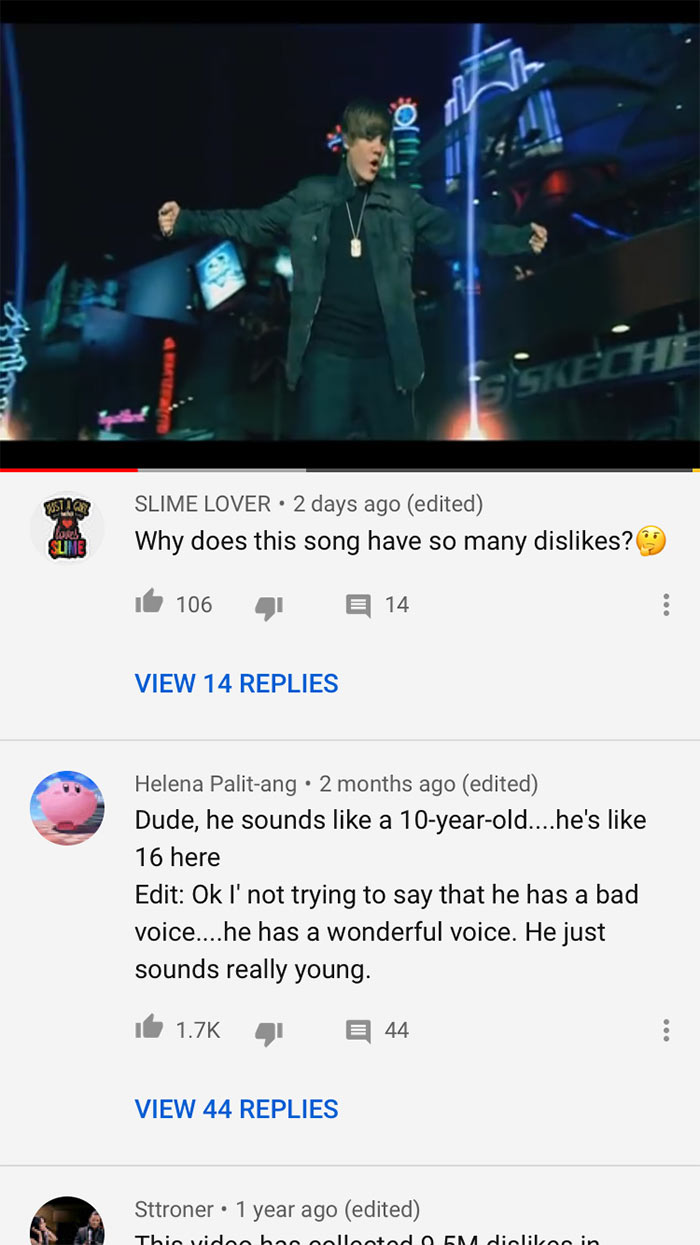 SKECHE
JUST A GIRL
who
loves
SLIME
SLIME LOVER • 2 days ago (edited)
Why does this song have so many dislikes?🤔
106 14
VIEW 14 REPLIES
Helena Palit-ang • 2 months ago (edited)
Dude, he sounds like a 10-year-old....he's like
16 here
Edit: Ok I' not trying to say that he has a bad
voice....he has a wonderful voice. He just
sounds really young.
1.7K 44
VIEW 44 REPLIES
Sttroner • 1 year ago (edited)
This video has collected 9.5M dislikes in